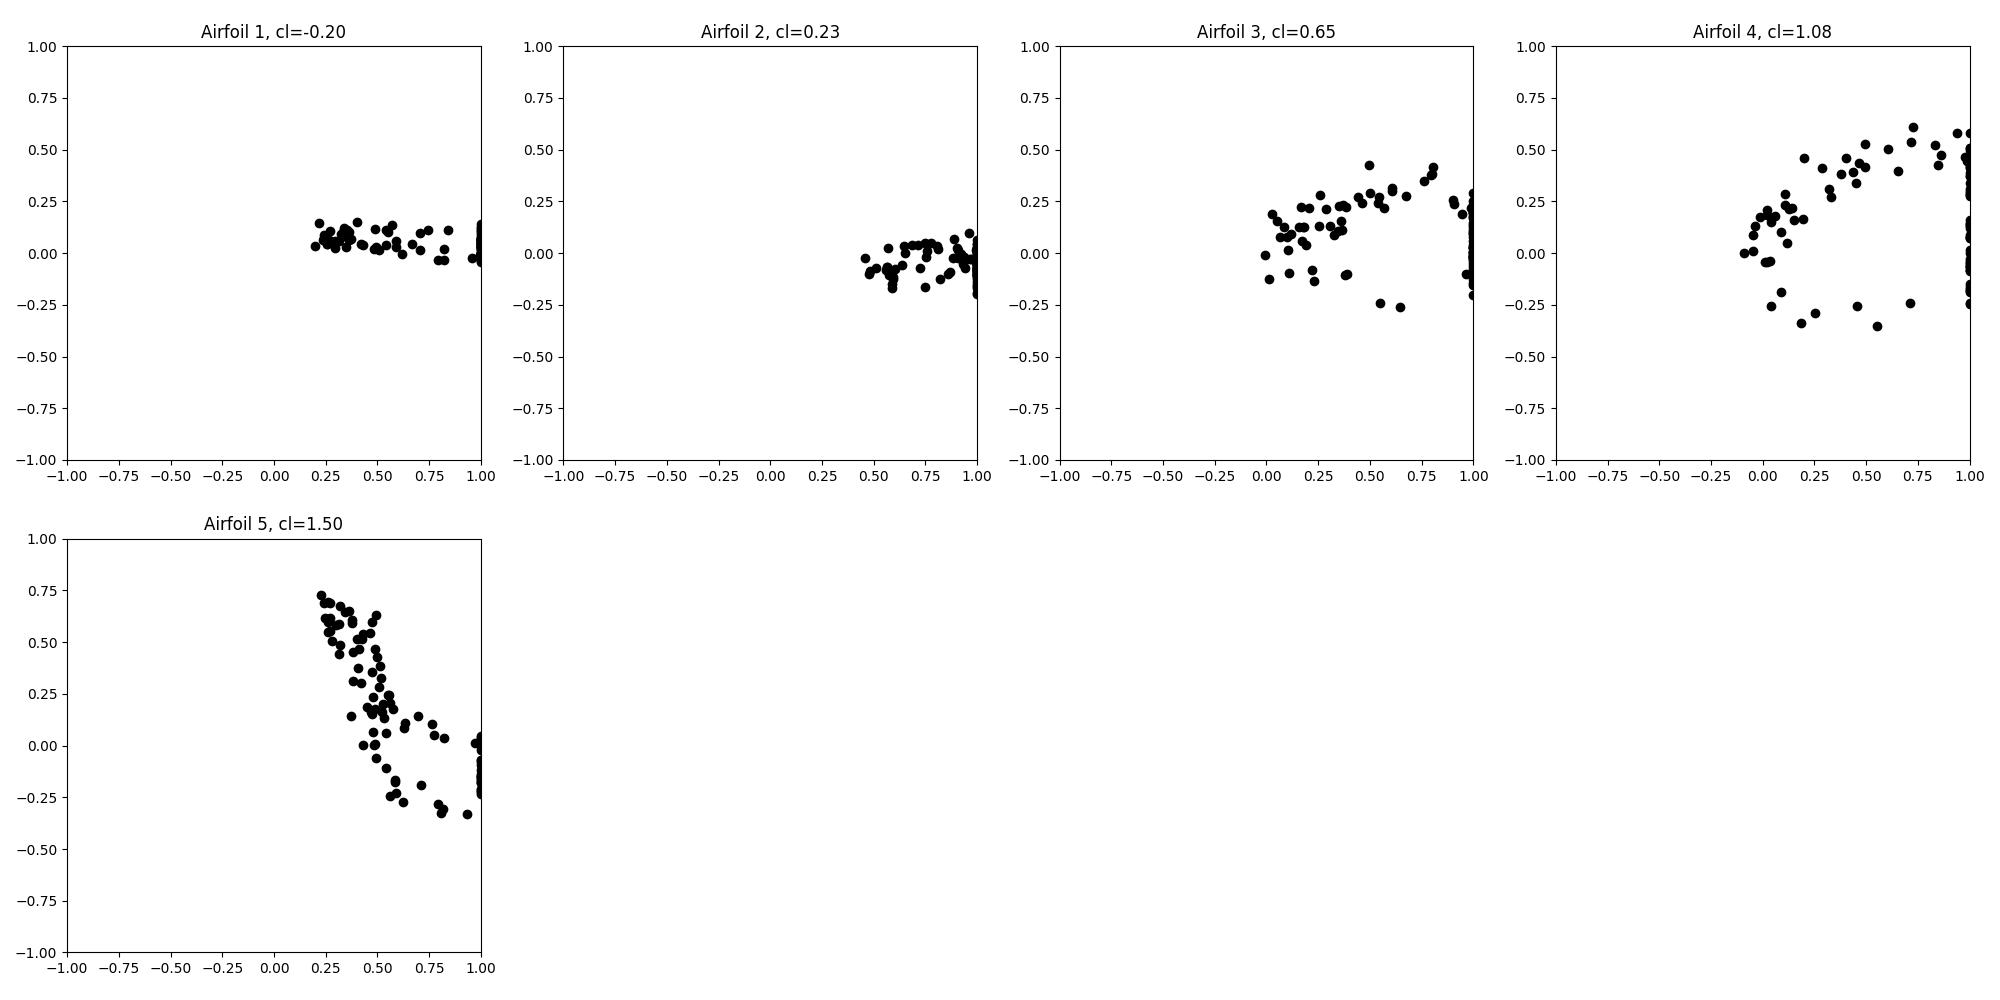 Airfoil 1, cl=-0.20
Airfoil 2, cl=0.23
Airfoil 3, cl=0.65
Airfoil 4, cl=1.08
1.00 1.00 1.00 1.00
0.75 0.75 0.75 0.75
0.50 0.50 0.50 0.50
0.25 0.25 0.25 0.25
0.00 0.00 0.00 0.00
−0.25 −0.25 −0.25 −0.25
−0.50 −0.50 −0.50 −0.50
−0.75 −0.75 −0.75 −0.75
−1.00 −1.00 −1.00 −1.00
−1.00 −0.75 −0.50 −0.25 0.00 0.25 0.50 0.75 1.00
−1.00 −0.75 −0.50 −0.25 0.00 0.25 0.50 0.75 1.00
−1.00 −0.75 −0.50 −0.25 0.00 0.25 0.50 0.75 1.00
−1.00 −0.75 −0.50 −0.25 0.00 0.25 0.50 0.75 1.00
Airfoil 5, cl=1.50
1.00
0.75
0.50
0.25
0.00
−0.25
−0.50
−0.75
−1.00
−1.00 −0.75 −0.50 −0.25 0.00 0.25 0.50 0.75 1.00